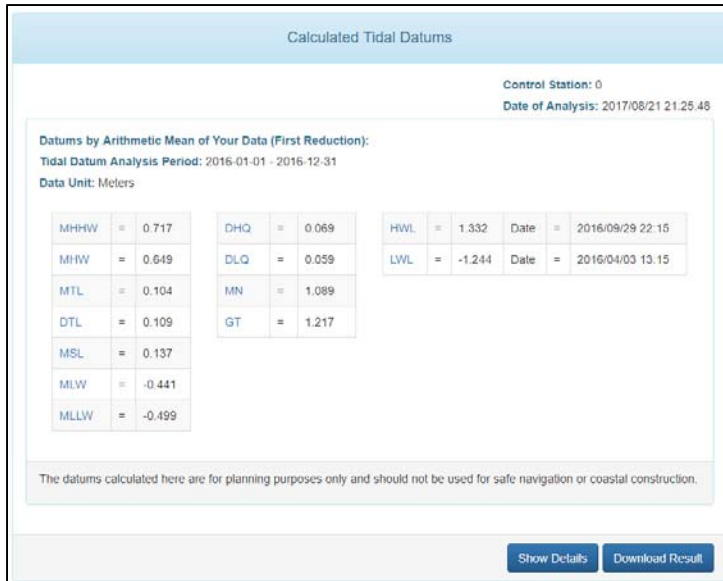 Calculated Tidal Datums
Control Station: 0
Date of Analysis: 2017/08/21 21.25.48
Datums by Arithmetic Mean of Your Data (First Reduction):
Tidal Datum Analysis Period: 2016-01-01 - 2016-12-31
Data Unit: Meters
MHHW = 0.717 DHQ = 0.069 HWL = 1.332 Date = 2016/09/29 22:15
MHW = 0.649 DLQ = 0.059 LWL = -1.244 Date = 2016/04/03 13.15
MTL = 0.104 MN = 1.089
DTL = 0.109 GT = 1.217
MSL = 0.137
MLW = -0.441
MLLW = -0.499
The datums calculated here are for planning purposes only and should not be used for safe navigation or coastal construction.
Show Details Download Result